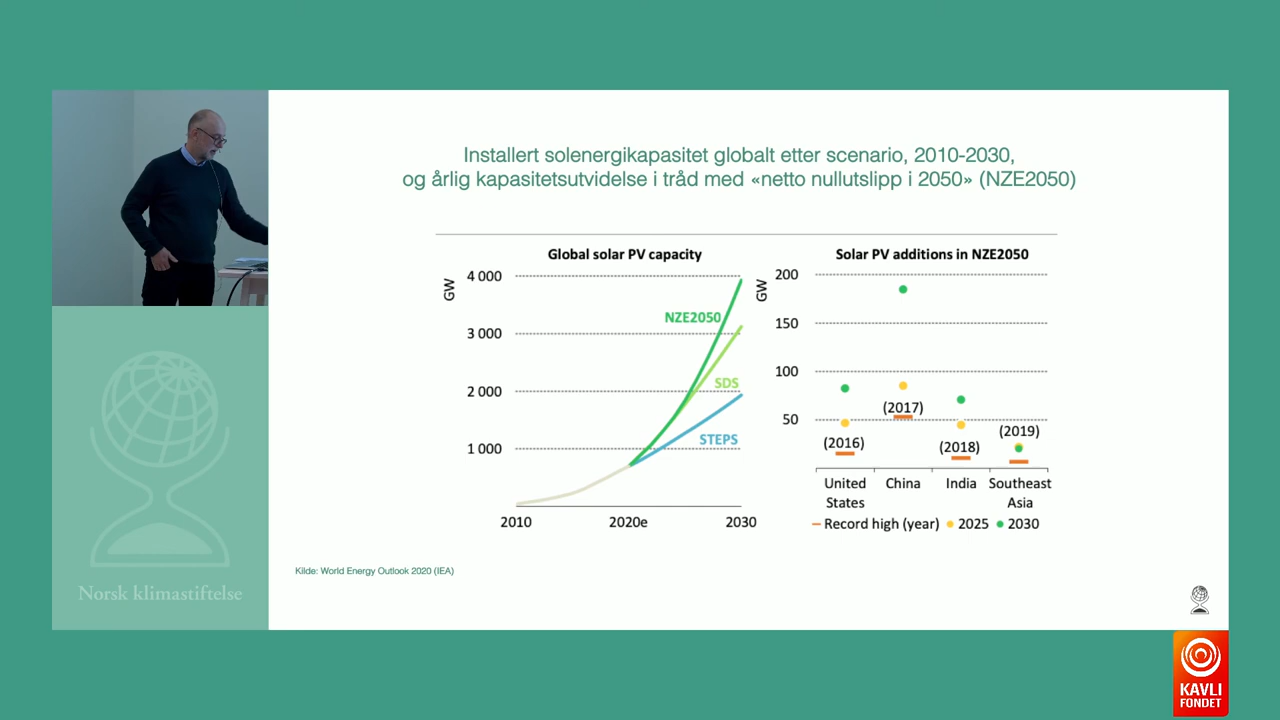 Installert solenergikapasitet globalt etter scenario, 2010-2030,
og årlig kapasitetsutvidelse i tråd med «netto nullutslipp i 2050» (NZE2050)
Global solar PV capacity
GW
4 000
3 000
2 000
1 000
NZE2050
SDS
STEPS
2010
2020e
2030
Solar PV additions in NZE2050
GW
200
150
100
50
(2016)
(2017)
(2018)
(2019)
United States
China
India
Southeast Asia
Record high (year)
2025
2030
Kilde: World Energy Outlook 2020 (IEA)
Norsk klimastiftelse
KAVLI
FONDET